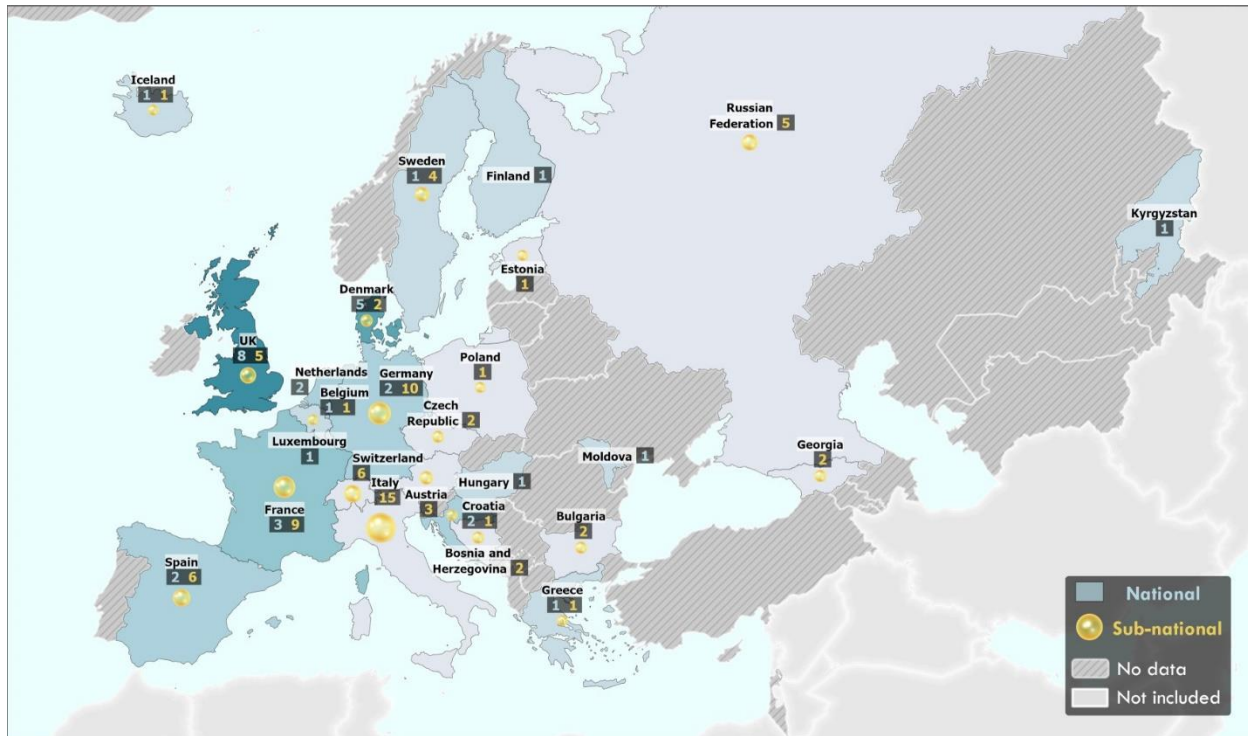 Iceland
1 1
Russian
Federation 5
Sweden
1 4
Finland 1
Kyrgyzstan
1
Estonia
1
Denmark
5 2
UK
8 5
Poland
1
Netherlands
2
Germany
2 10
Belgium
1 1
Czech
Republic 2
Luxembourg
1
Switzerland
6
Moldova 1
Georgia
2
Italy
15
Hungary 1
Austria
3
France
3 9
Croatia
2 1
Bulgaria
2
Bosnia and
Herzegovina 2
Spain
2 6
Greece
1 1
National
Sub-national
No data
Not included